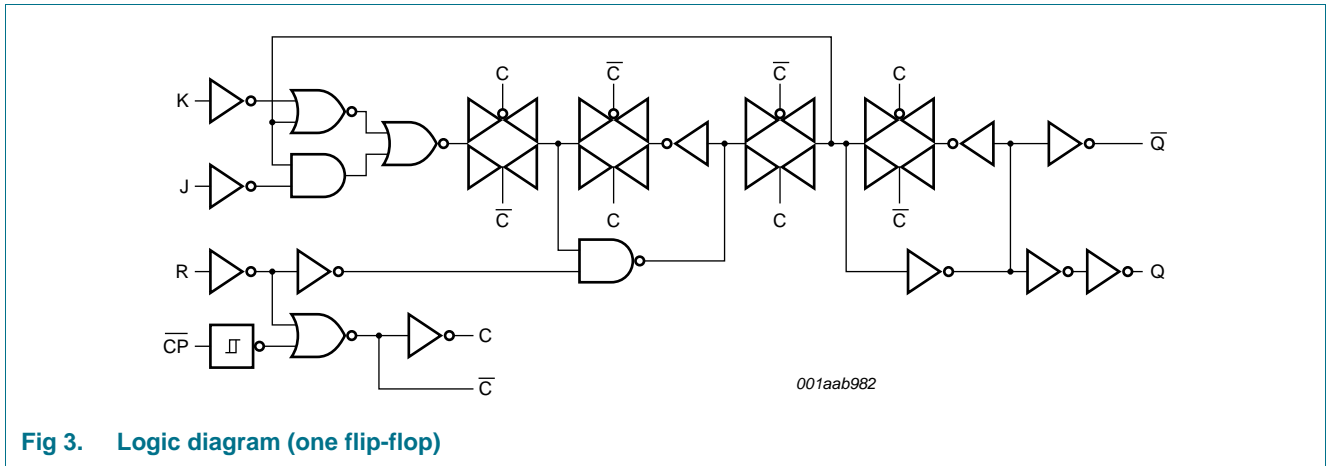 C
C̅
C̅
C
K
Q̅
J
C̅
C
C
C̅
R
Q
C̅P̅
C
C̅
001aab982
Fig 3. Logic diagram (one flip-flop)